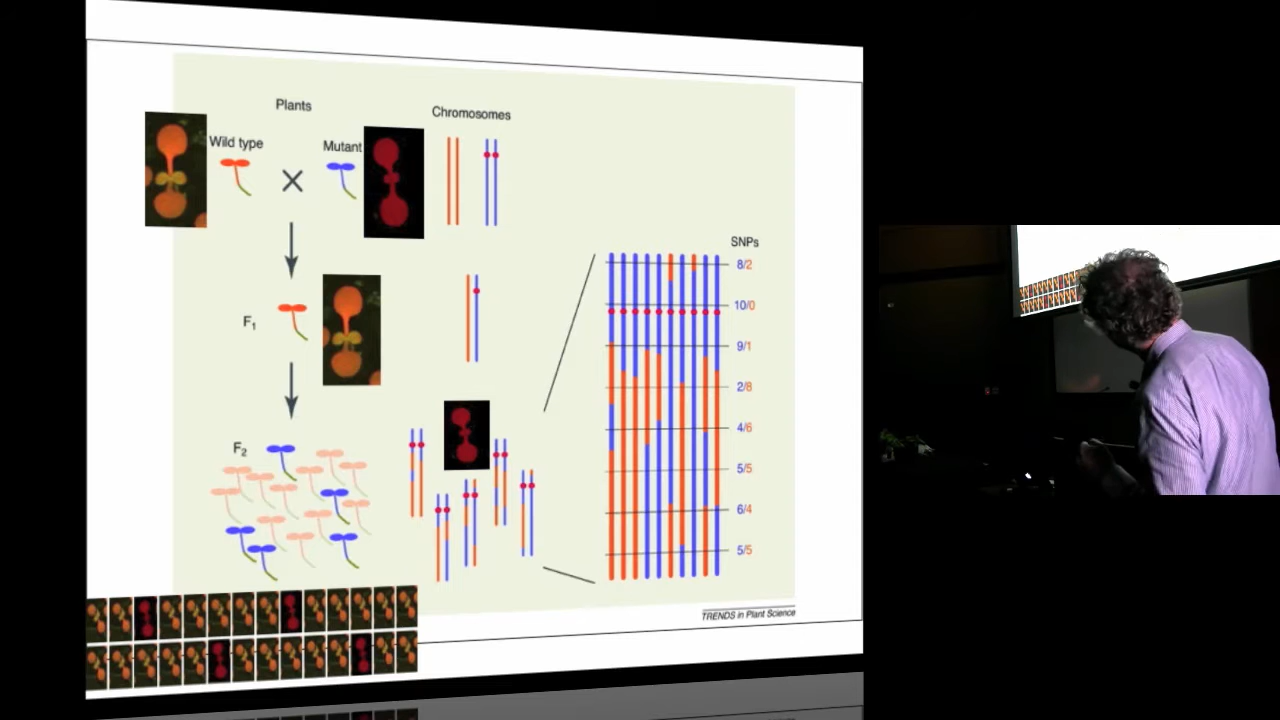 Plants
Chromosomes
Wild type
Mutant
SNPs
8/2
10/0
F1
9/1
2/8
4/6
F2
5/5
6/4
5/5
TRENDS in Plant Science